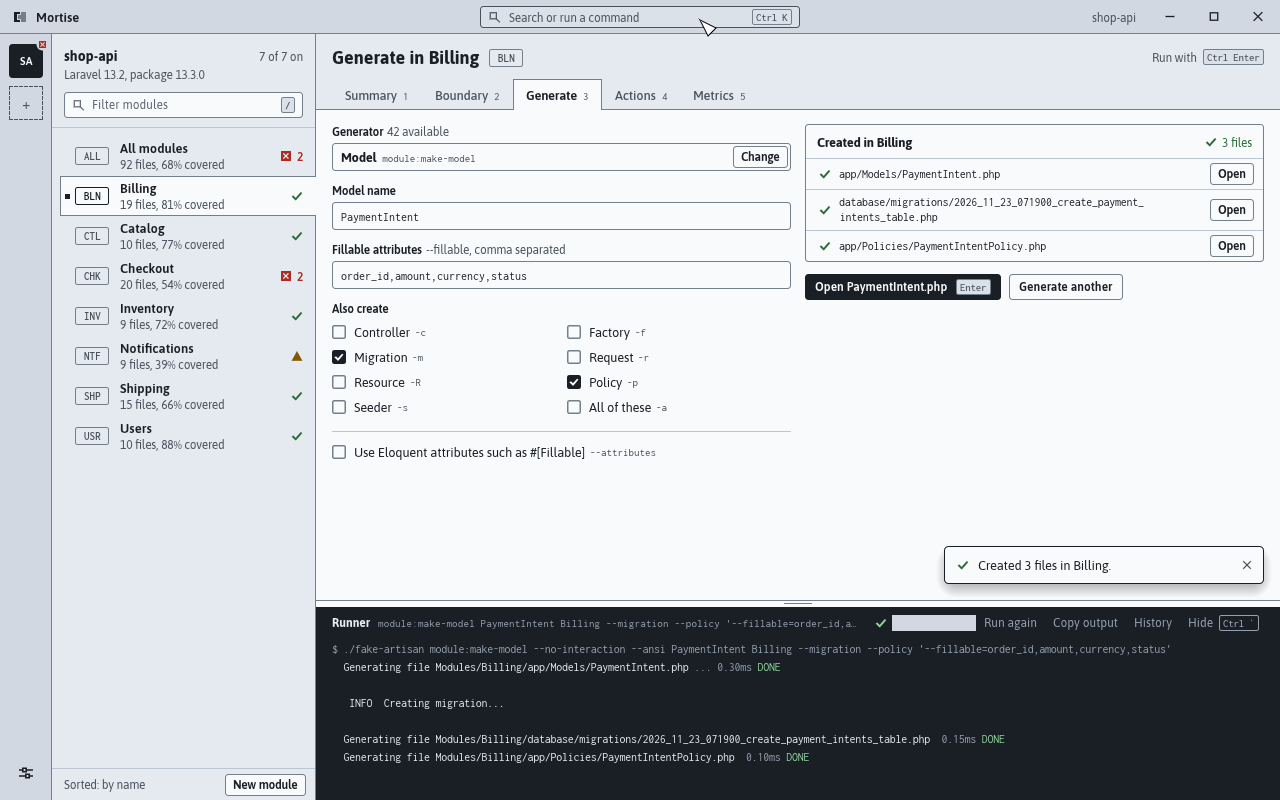 Mortise
Search or run a command Ctrl K
shop-api
SA
+
shop-api 7 of 7 on
Laravel 13.2, package 13.3.0
Filter modules /
ALL All modules 2
92 files, 68% covered
BLN Billing
19 files, 81% covered
CTL Catalog
10 files, 77% covered
CHK Checkout 2
20 files, 54% covered
INV Inventory
9 files, 72% covered
NTF Notifications
9 files, 39% covered
SHP Shipping
15 files, 66% covered
USR Users
10 files, 88% covered
Sorted: by name New module
Generate in Billing BLN
Run with Ctrl Enter
Summary 1 Boundary 2 Generate 3 Actions 4 Metrics 5
Generator 42 available
Model module:make-model Change
Model name
PaymentIntent
Fillable attributes --fillable, comma separated
order_id,amount,currency,status
Also create
Controller -c Factory -f
Migration -m Request -r
Resource -R Policy -p
Seeder -s All of these -a
Use Eloquent attributes such as #[Fillable] --attributes
Created in Billing 3 files
app/Models/PaymentIntent.php Open
database/migrations/2026_11_23_071900_create_payment_
intents_table.php Open
app/Policies/PaymentIntentPolicy.php Open
Open PaymentIntent.php Enter Generate another
Created 3 files in Billing.
Runner module:make-model PaymentIntent Billing --migration --policy '--fillable=order_id,a… Run again Copy output History Hide Ctrl `
$ ./fake-artisan module:make-model --no-interaction --ansi PaymentIntent Billing --migration --policy '--fillable=order_id,amount,currency,status'
Generating file Modules/Billing/app/Models/PaymentIntent.php ... 0.30ms DONE
INFO Creating migration...
Generating file Modules/Billing/database/migrations/2026_11_23_071900_create_payment_intents_table.php 0.15ms DONE
Generating file Modules/Billing/app/Policies/PaymentIntentPolicy.php 0.10ms DONE